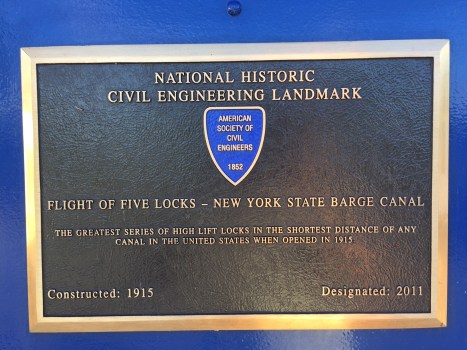 NATIONAL HISTORIC
CIVIL ENGINEERING LANDMARK
AMERICAN
SOCIETY OF
CIVIL
ENGINEERS
1852
FLIGHT OF FIVE LOCKS – NEW YORK STATE BARGE CANAL
THE GREATEST SERIES OF HIGH LIFT LOCKS IN THE SHORTEST DISTANCE OF ANY
CANAL IN THE UNITED STATES WHEN OPENED IN 1915
Constructed: 1915 Designated: 2011